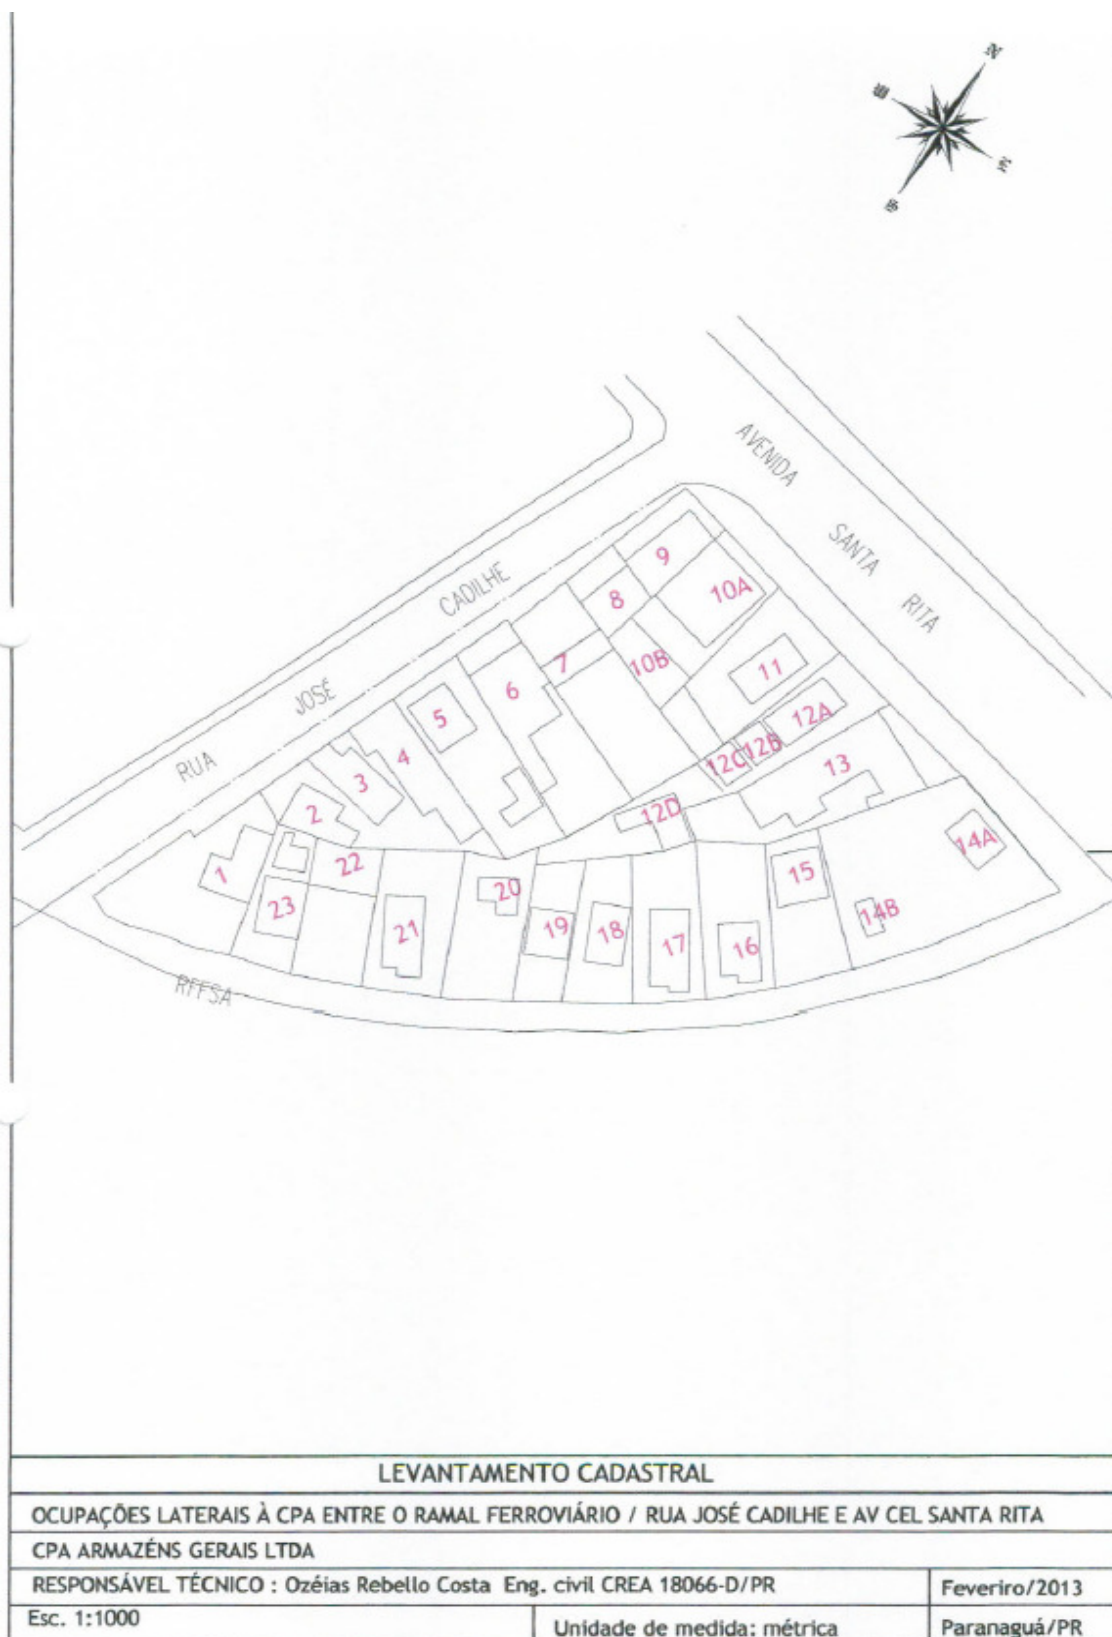 N
E
AVENIDA
SANTA
RITA
RUA
JOSÉ
CADILHE
9
8
10A
7
10B
11
6
5
12A
12B
12C
4
13
3
2
12D
14A
22
1
15
20
23
14B
21
19
18
17
16
RFFSA
LEVANTAMENTO CADASTRAL
OCUPAÇÕES LATERAIS À CPA ENTRE O RAMAL FERROVIÁRIO / RUA JOSÉ CADILHE E AV CEL SANTA RITA
CPA ARMAZÉNS GERAIS LTDA
RESPONSÁVEL TÉCNICO : Ozéias Rebello Costa Eng. civil CREA 18066-D/PR
Feveriro/2013
Esc. 1:1000
Unidade de medida: métrica
Paranaguá/PR